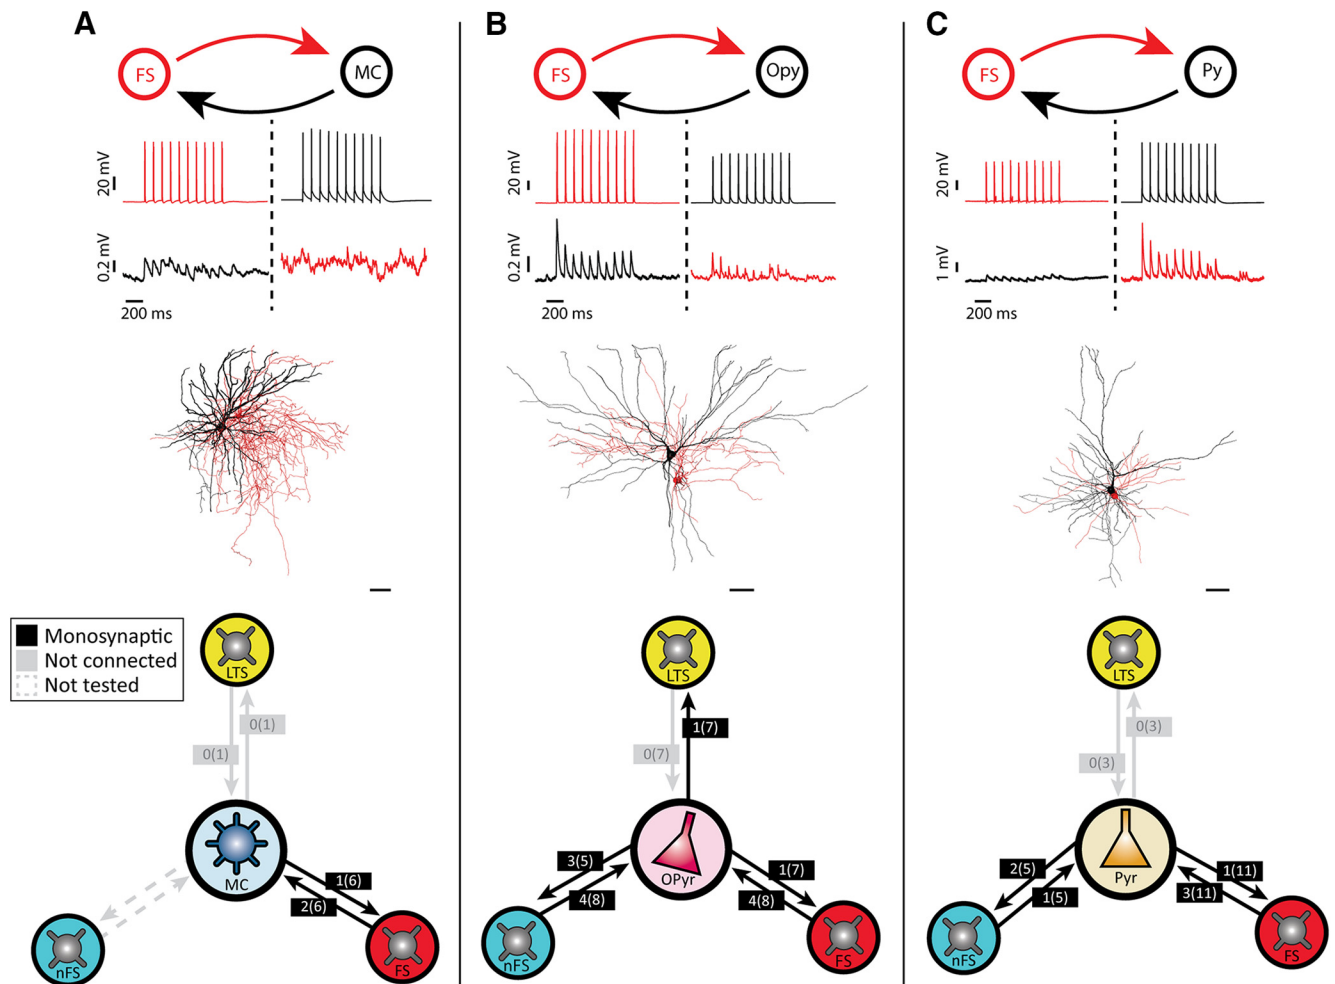 A
FS
MC
20 mV
0.2 mV
200 ms
B
FS
Opy
20 mV
0.2 mV
200 ms
C
FS
Py
20 mV
1 mV
200 ms
Monosynaptic
Not connected
Not tested
LTS
0(1)
0(1)
MC
1(6)
2(6)
nFS
FS
LTS
1(7)
0(7)
OPyr
3(5)
4(8)
1(7)
4(8)
nFS
FS
LTS
0(3)
0(3)
Pyr
2(5)
1(5)
1(11)
3(11)
nFS
FS